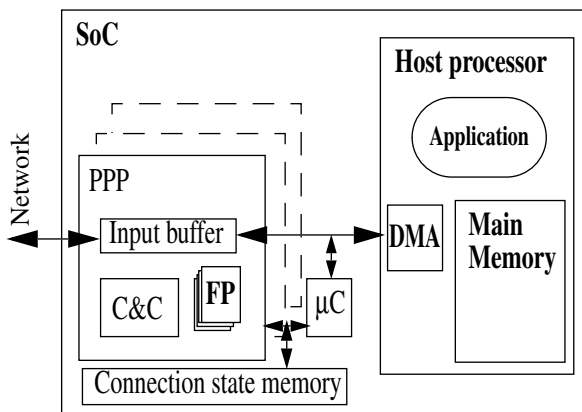 SoC
Host processor
Application
PPP
Network
Input buffer
DMA
Main
Memory
C&C
FP
µC
Connection state memory